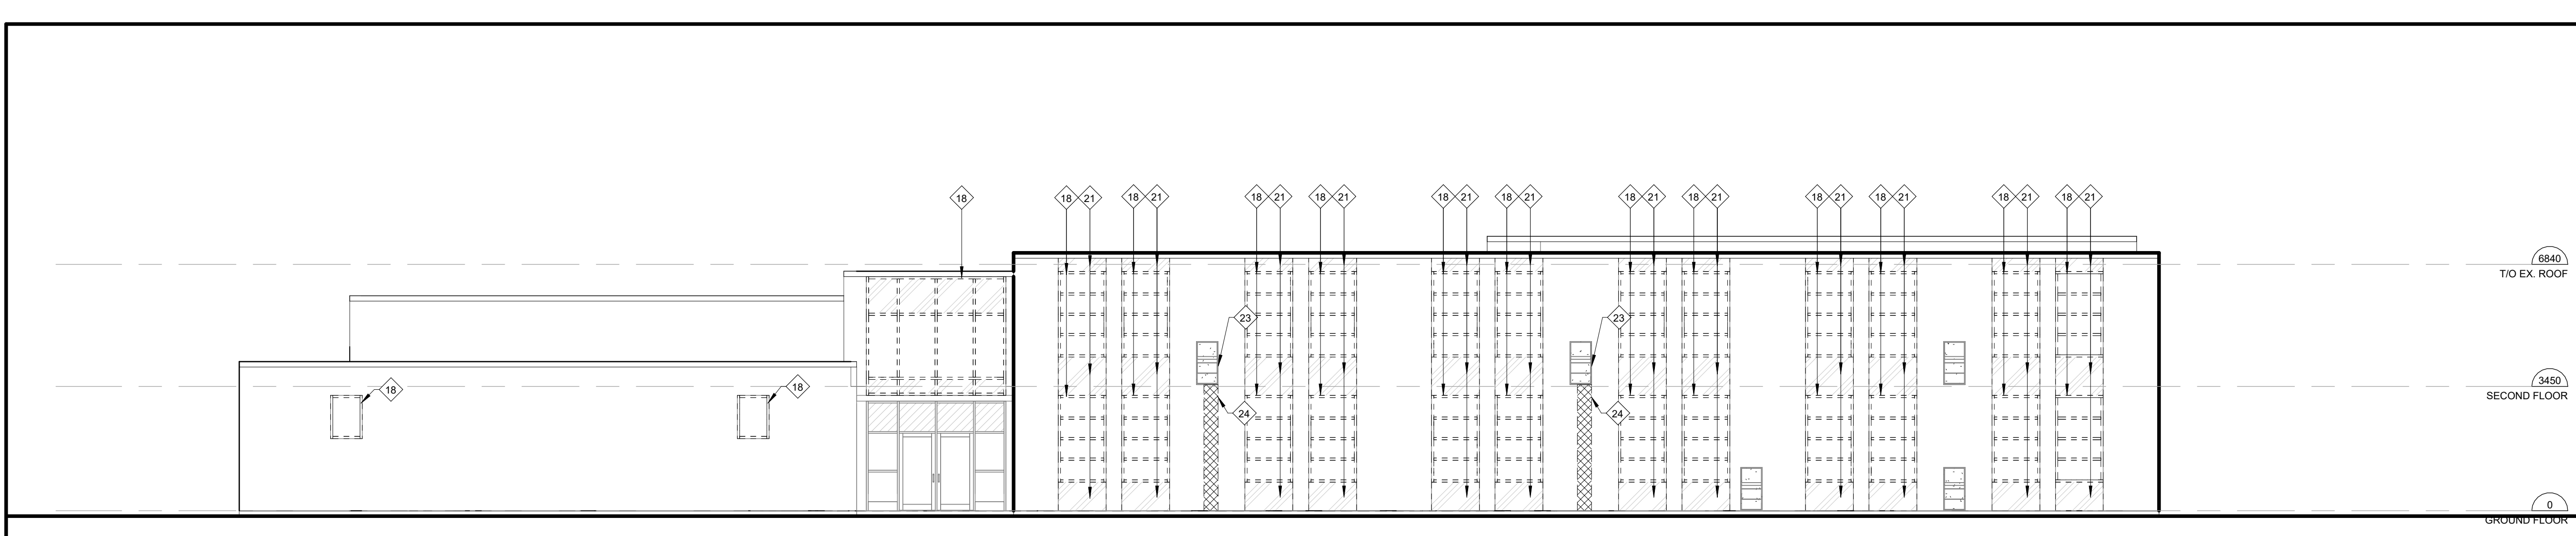 18
18 21 18 21 18 21 18 21 18 21 18 21 18 21 18 21 18 21 18 21 18 21 18 21
6840
T/O EX. ROOF
23 23
3450
SECOND FLOOR
18 18
24 24
0
GROUND FLOOR